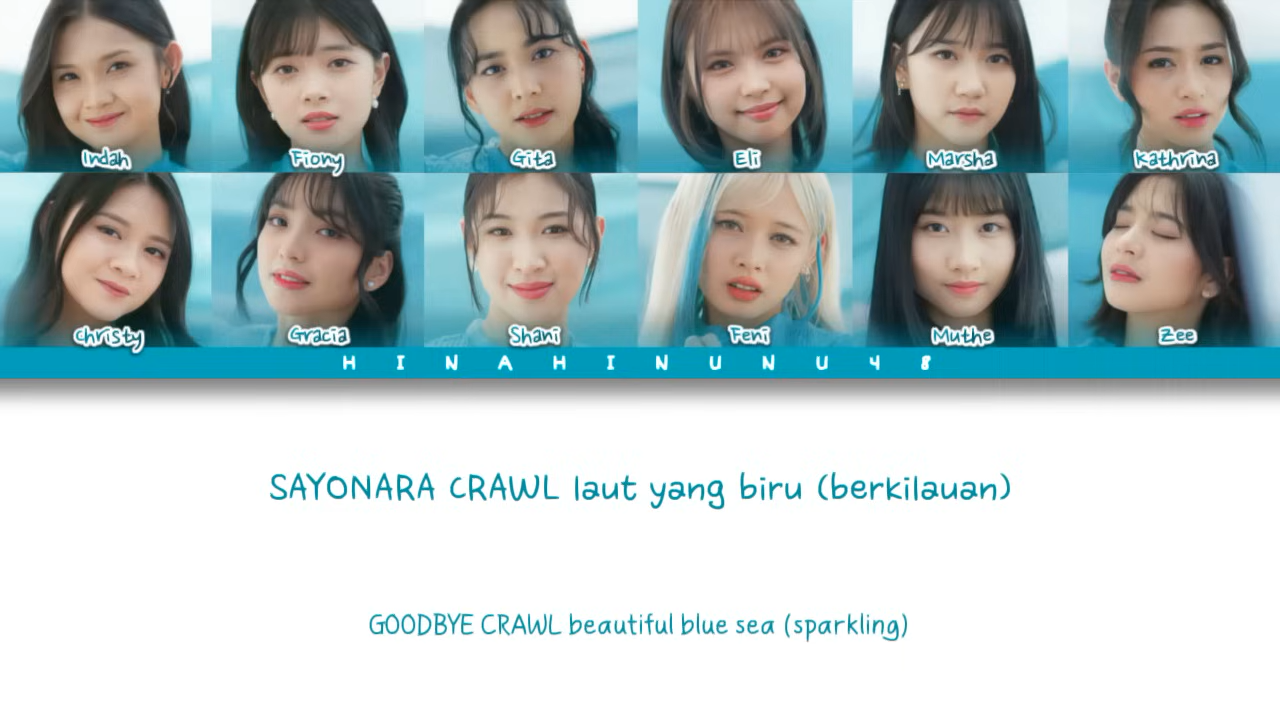 Indah Fiony Gita Eli Marsha Kathrina
Christy Gracia Shani Feni Muthe Zee
HINAHINUNU48
SAYONARA CRAWL laut yang biru (berkilauan)
GOODBYE CRAWL beautiful blue sea (sparkling)